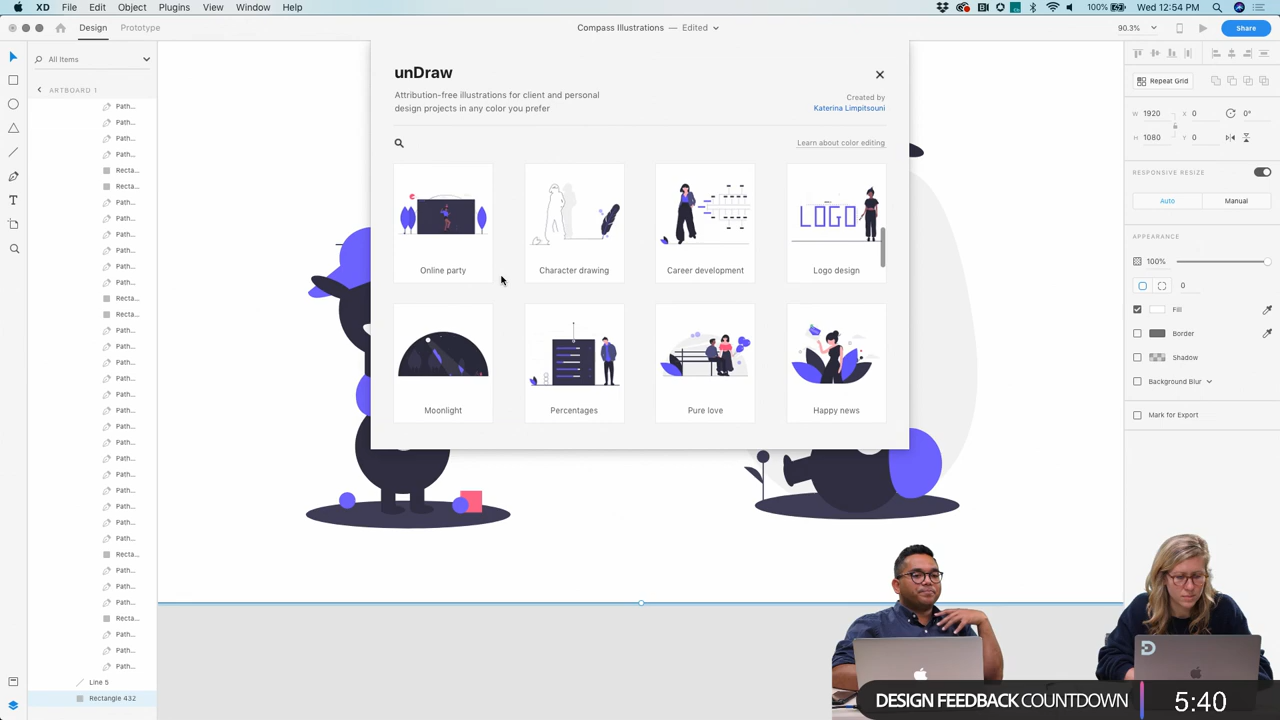 XD File Edit Object Plugins View Window Help
100% Wed 12:54 PM
Design Prototype
Compass Illustrations — Edited
90.3%
Share
All Items
ARTBOARD 1
Path...
Path...
Path...
Path...
Recta...
Recta...
Path...
Path...
Path...
Path...
Path...
Path...
Recta...
Recta...
Path...
Path...
Path...
Path...
Path...
Path...
Path...
Path...
Path...
Path...
Path...
Path...
Path...
Path...
Recta...
Path...
Path...
Path...
Recta...
Path...
Path...
Path...
Line 5
Rectangle 432
unDraw
Attribution-free illustrations for client and personal
design projects in any color you prefer
Created by
Katerina Limpitsouni
Learn about color editing
LOGO
Online party
Character drawing
Career development
Logo design
Moonlight
Percentages
Pure love
Happy news
Repeat Grid
W 1920 X 0 0°
H 1080 Y 0
RESPONSIVE RESIZE
Auto Manual
APPEARANCE
100%
0
Fill
Border
Shadow
Background Blur
Mark for Export
DESIGN FEEDBACK COUNTDOWN 5:40